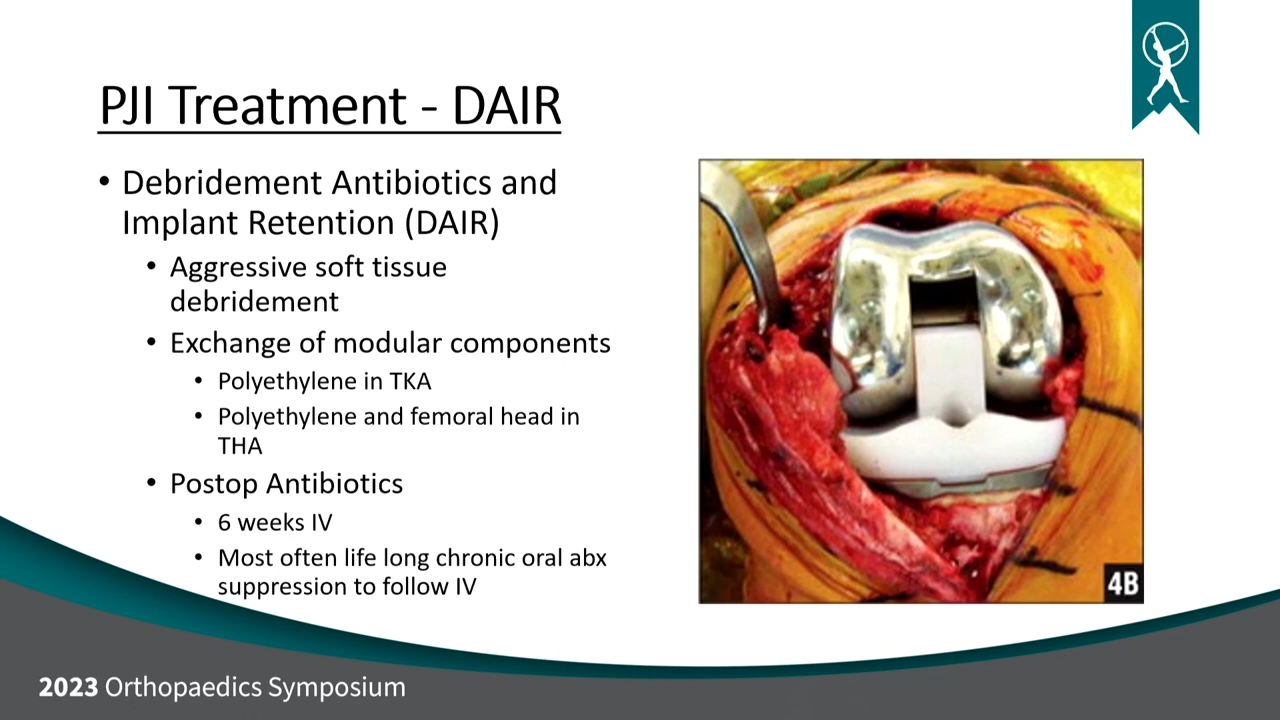 PJI Treatment - DAIR
• Debridement Antibiotics and
Implant Retention (DAIR)
• Aggressive soft tissue
debridement
• Exchange of modular components
• Polyethylene in TKA
• Polyethylene and femoral head in
THA
• Postop Antibiotics
• 6 weeks IV
• Most often life long chronic oral abx
suppression to follow IV
4B
2023 Orthopaedics Symposium